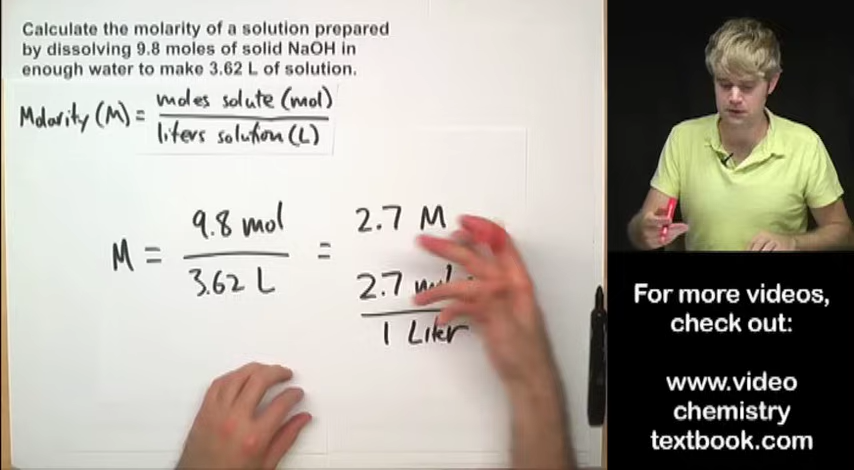 Calculate the molarity of a solution prepared
by dissolving 9.8 moles of solid NaOH in
enough water to make 3.62 L of solution.
Molarity (M) = moles solute (mol)
liters solution (L)
M = 9.8 mol
3.62 L
= 2.7 M
2.7
1 Liter
For more videos,
check out:
www.video
chemistry
textbook.com